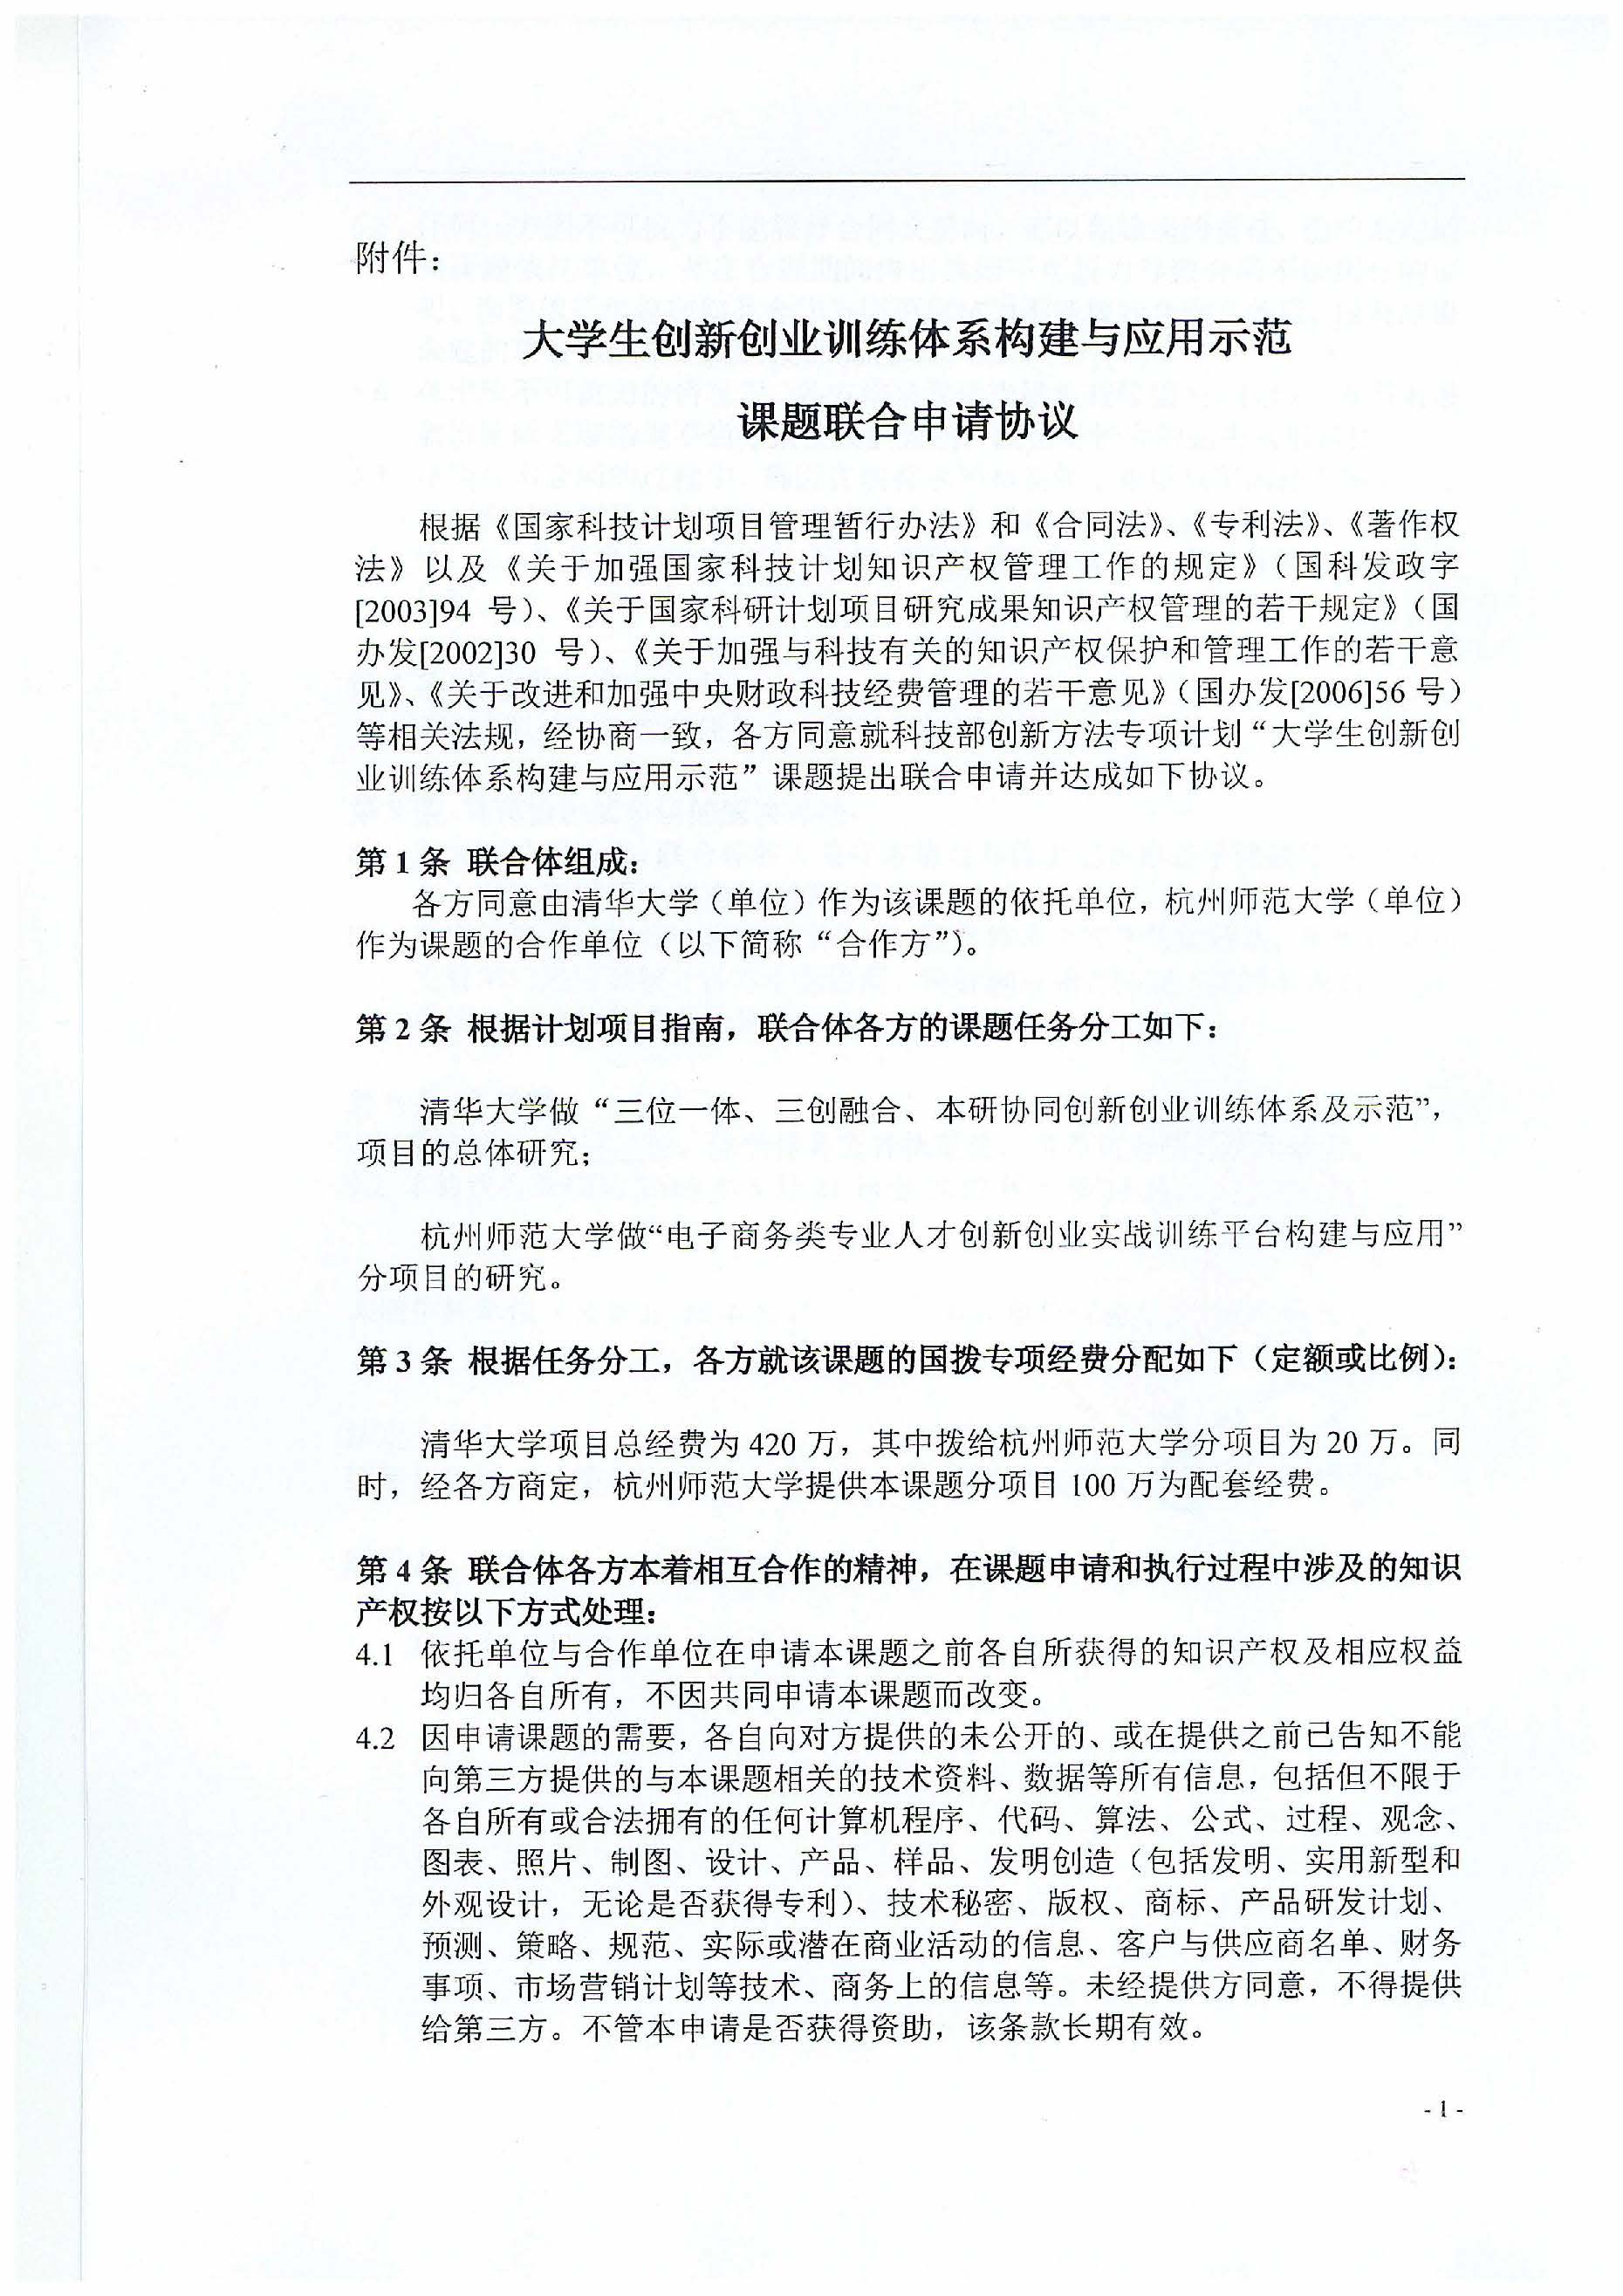 附件：
大学生创新创业训练体系构建与应用示范
课题联合申请协议
根据《国家科技计划项目管理暂行办法》和《合同法》、《专利法》、《著作权
法》以及《关于加强国家科技计划知识产权管理工作的规定》（国科发政字
[2003]94 号）、《关于国家科研计划项目研究成果知识产权管理的若干规定》（国
办发[2002]30 号）、《关于加强与科技有关的知识产权保护和管理工作的若干意
见》、《关于改进和加强中央财政科技经费管理的若干意见》（国办发[2006]56 号）
等相关法规，经协商一致，各方同意就科技部创新方法专项计划“大学生创新创
业训练体系构建与应用示范”课题提出联合申请并达成如下协议。
第 1 条 联合体组成：
各方同意由清华大学（单位）作为该课题的依托单位，杭州师范大学（单位）
作为课题的合作单位（以下简称“合作方”）。
第 2 条 根据计划项目指南，联合体各方的课题任务分工如下：
清华大学做“三位一体、三创融合、本研协同创新创业训练体系及示范”，
项目的总体研究；
杭州师范大学做“电子商务类专业人才创新创业实战训练平台构建与应用”
分项目的研究。
第 3 条 根据任务分工，各方就该课题的国拨专项经费分配如下（定额或比例）：
清华大学项目总经费为 420 万，其中拨给杭州师范大学分项目为 20 万。同
时，经各方商定，杭州师范大学提供本课题分项目 100 万为配套经费。
第 4 条 联合体各方本着相互合作的精神，在课题申请和执行过程中涉及的知识
产权按以下方式处理：
4.1 依托单位与合作单位在申请本课题之前各自所获得的知识产权及相应权益
均归各自所有，不因共同申请本课题而改变。
4.2 因申请课题的需要，各自向对方提供的未公开的、或在提供之前已告知不能
向第三方提供的与本课题相关的技术资料、数据等所有信息，包括但不限于
各自所有或合法拥有的任何计算机程序、代码、算法、公式、过程、观念、
图表、照片、制图、设计、产品、样品、发明创造（包括发明、实用新型和
外观设计，无论是否获得专利）、技术秘密、版权、商标、产品研发计划、
预测、策略、规范、实际或潜在商业活动的信息、客户与供应商名单、财务
事项、市场营销计划等技术、商务上的信息等。未经提供方同意，不得提供
给第三方。不管本申请是否获得资助，该条款长期有效。
- 1 -